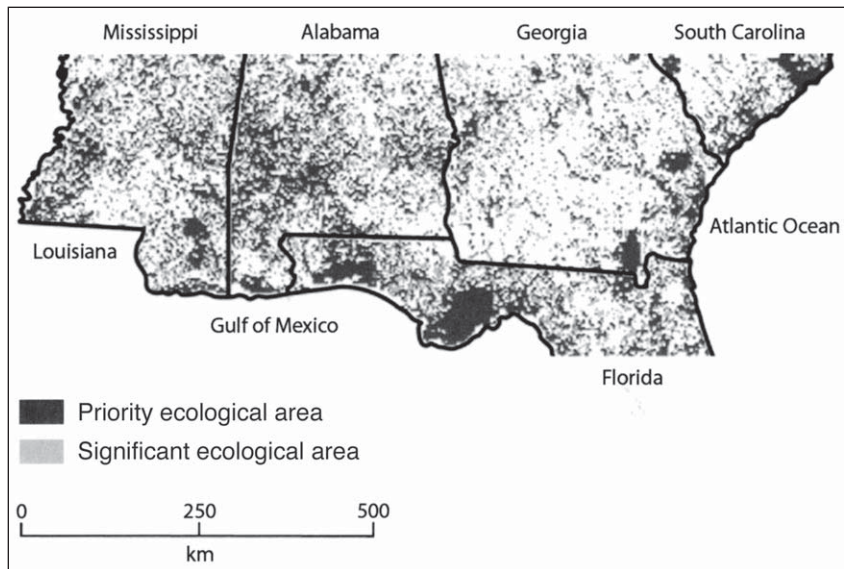 Mississippi
Alabama
Georgia
South Carolina
Louisiana
Atlantic Ocean
Gulf of Mexico
Florida
Priority ecological area
Significant ecological area
0
250
500
km